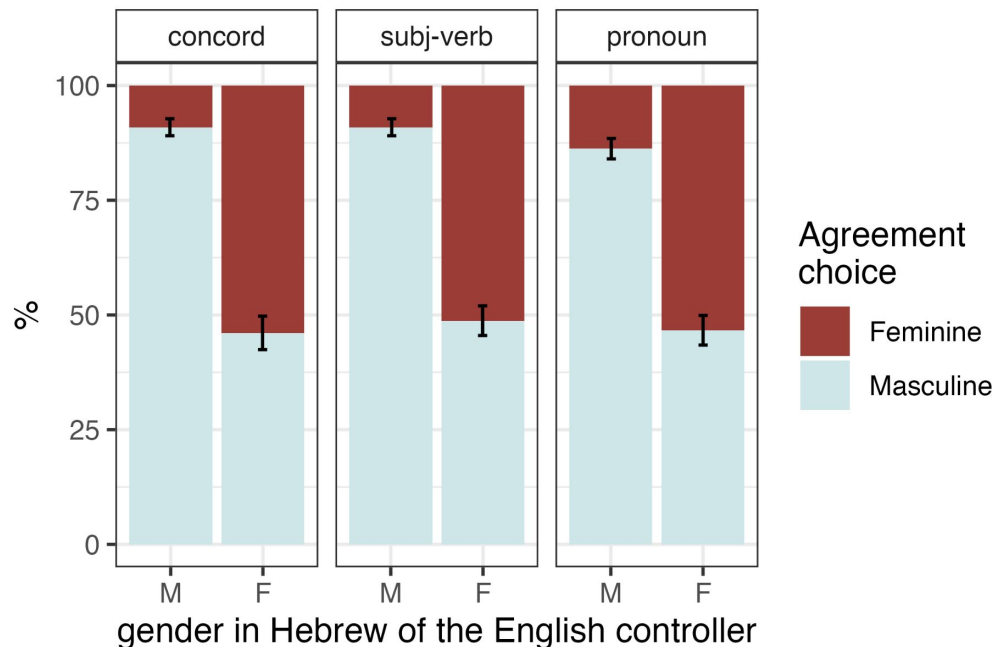 concord subj-verb pronoun
100
75
50
25
0
%
M F M F M F
gender in Hebrew of the English controller
Agreement
choice
Feminine
Masculine